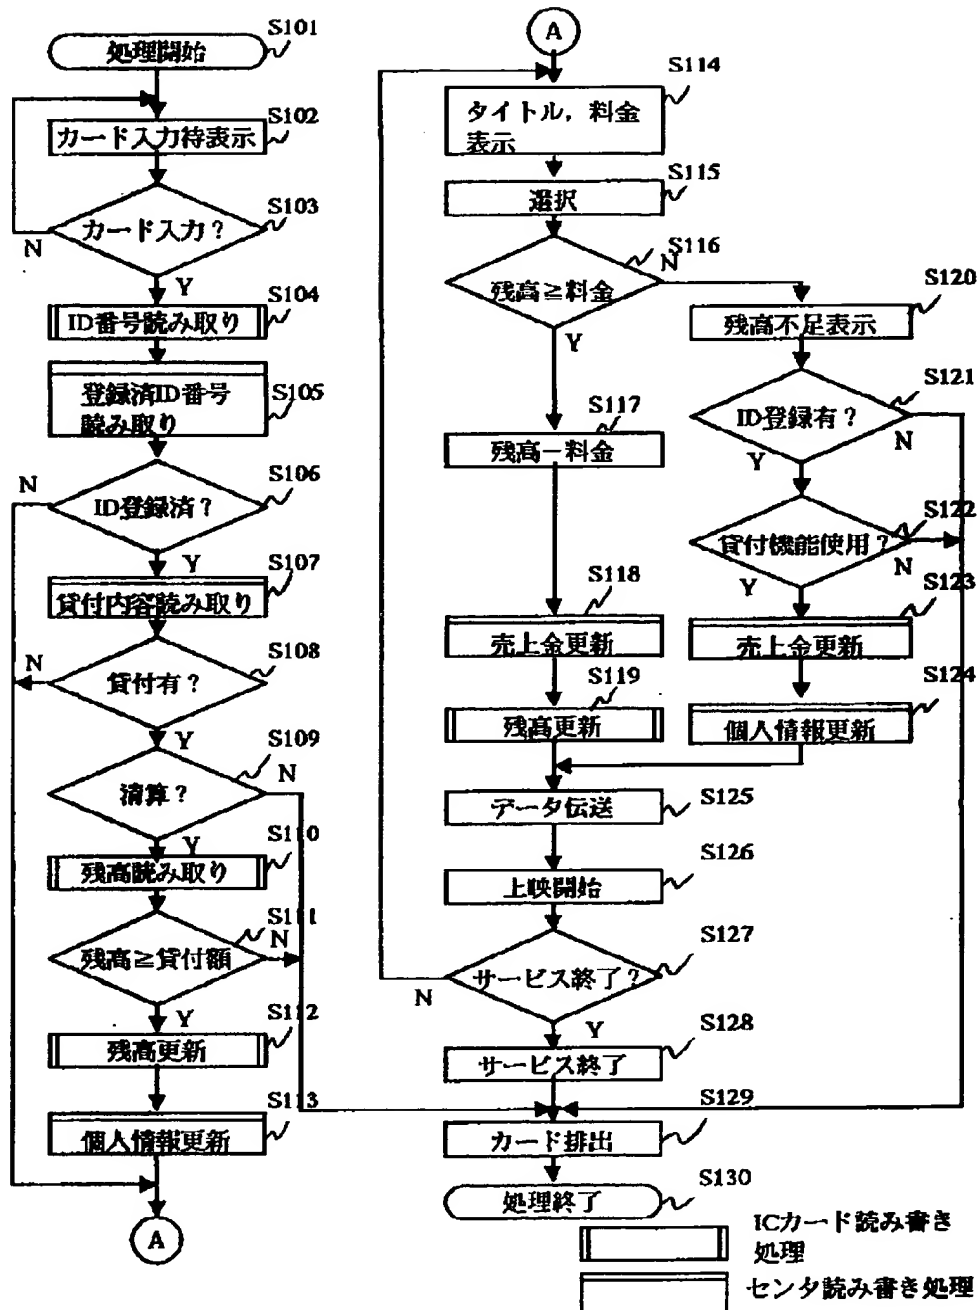 処理開始
S101
カード入力待表示
S102
カード入力?
S103
N
Y
ID番号読み取り
S104
登録済ID番号
読み取り
S105
ID登録済?
S106
N
Y
貸付内容読み取り
S107
貸付有?
S108
N
Y
清算?
S109
N
Y
残高読み取り
S110
残高≧貸付額
S111
N
Y
残高更新
S112
個人情報更新
S113
A
A
タイトル,料金
表示
S114
選択
S115
残高≧料金
S116
N
Y
残高-料金
S117
売上金更新
S118
残高更新
S119
残高不足表示
S120
ID登録有?
S121
N
Y
貸付機能使用?
S122
N
Y
売上金更新
S123
個人情報更新
S124
データ伝送
S125
上映開始
S126
サービス終了?
S127
N
Y
サービス終了
S128
カード排出
S129
処理終了
S130
ICカード読み書き
処理
センタ読み書き処理